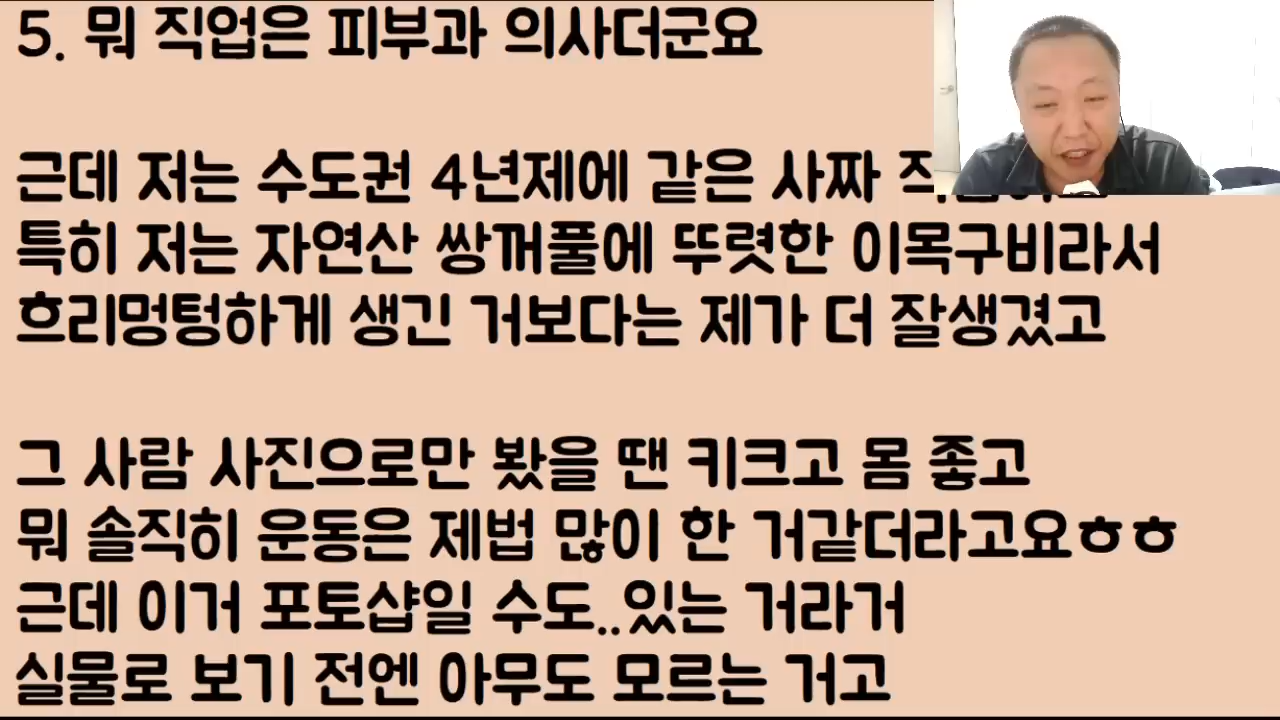 5. 뭐 직업은 피부과 의사더군요
근데 저는 수도권 4년제에 같은 사짜
특히 저는 자연산 쌍꺼풀에 뚜렷한 이목구비라서
흐리멍텅하게 생긴 거보다는 제가 더 잘생겼고
그 사람 사진으로만 봤을 땐 키크고 몸 좋고
뭐 솔직히 운동은 제법 많이 한 거같더라고요ㅎㅎ
근데 이거 포토샵일 수도..있는 거라거
실물로 보기 전엔 아무도 모르는 거고